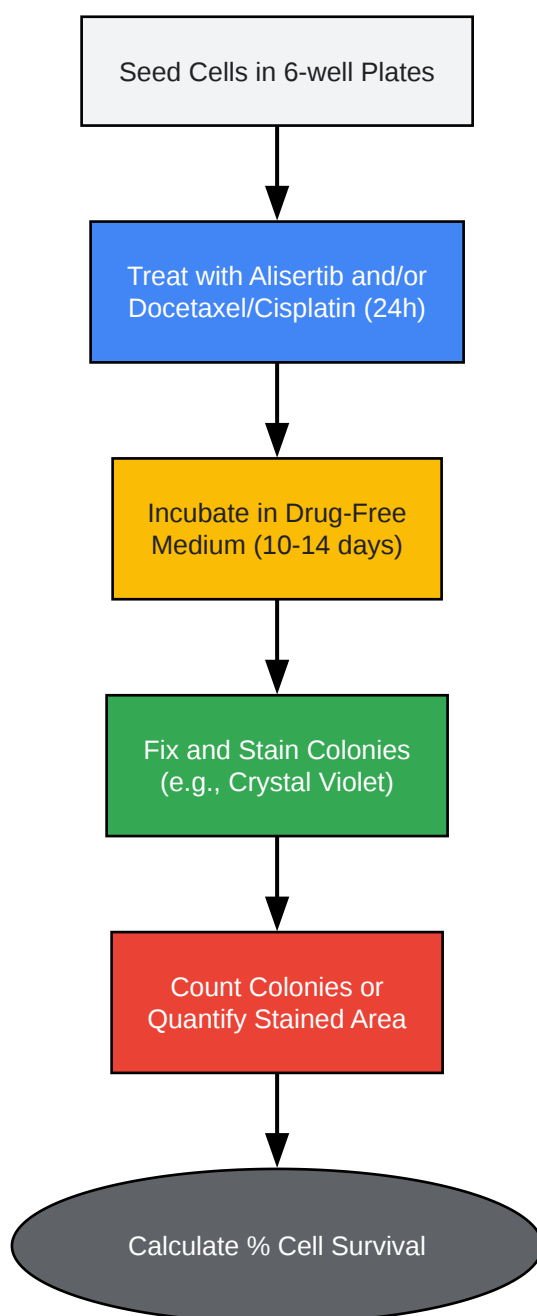 Seed Cells in 6-well Plates
Treat with Alisertib and/or
Docetaxel/Cisplatin (24h)
Incubate in Drug-Free
Medium (10-14 days)
Fix and Stain Colonies
(e.g., Crystal Violet)
Count Colonies or
Quantify Stained Area
Calculate % Cell Survival